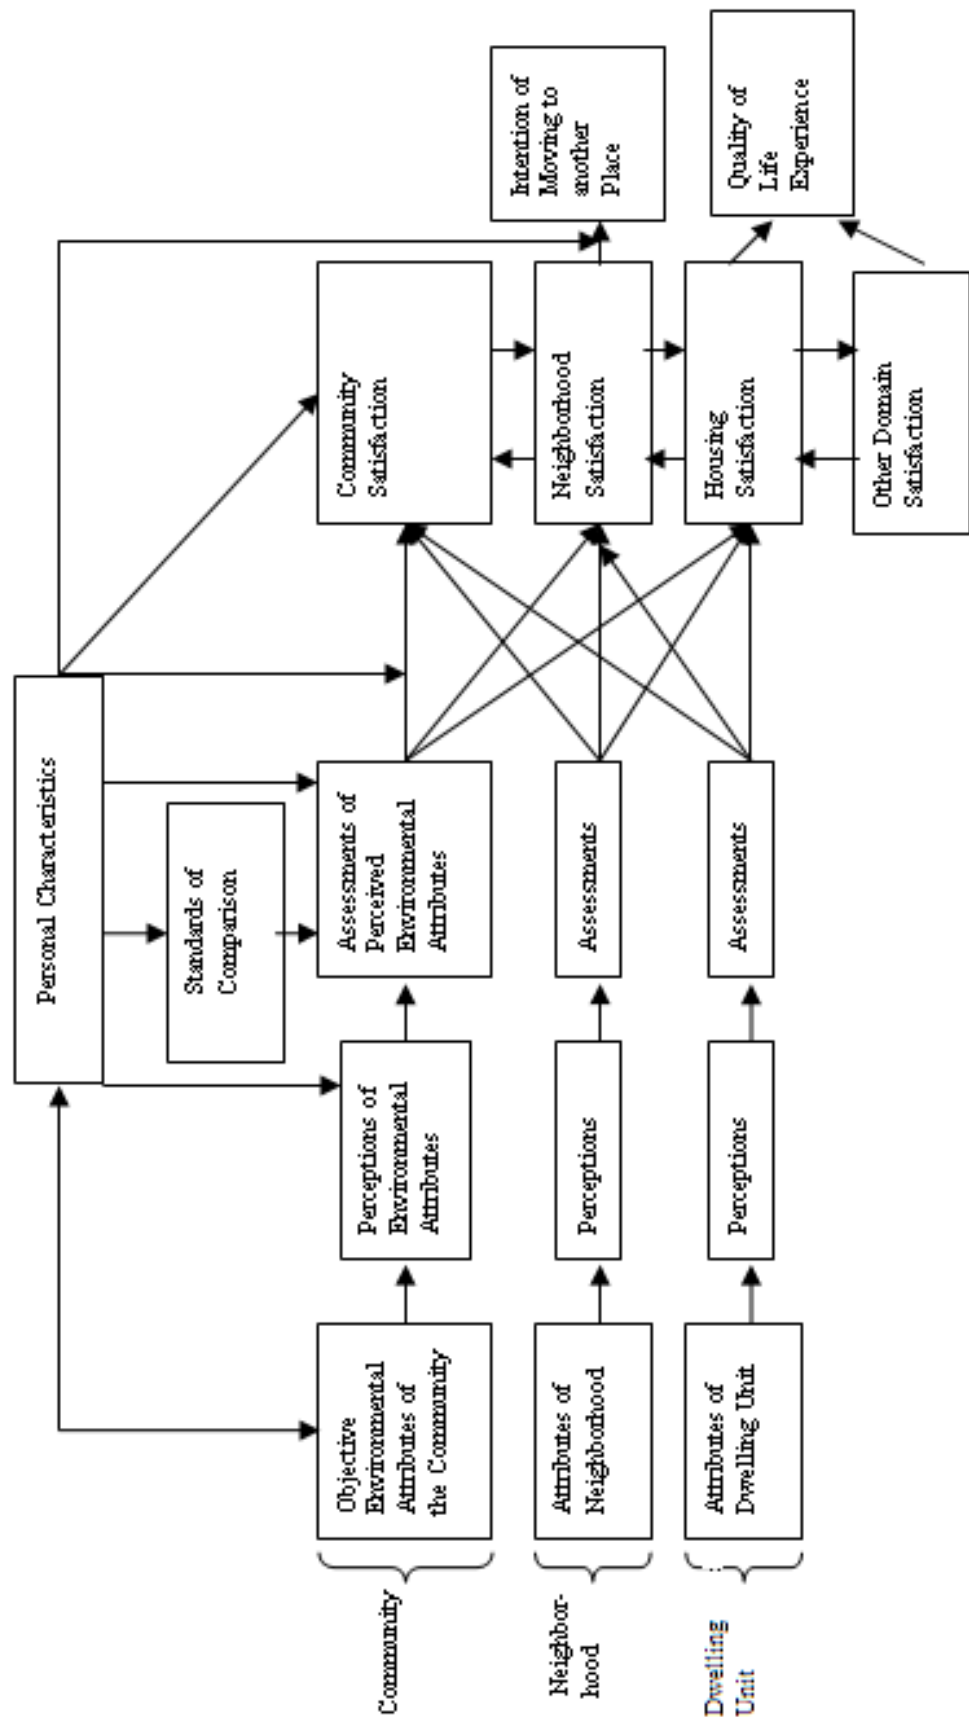 Personal Characteristics
Standards of
Comparison
Community
Objective
Environmental
Attributes of
the Community
Perceptions of
Environmental
Attributes
Assessments of
Perceived
Environmental
Attributes
Community
Satisfaction
Intention of
Moving to
another
Place
Neighbor-
hood
Attributes of
Neighborhood
Perceptions
Assessments
Neighborhood
Satisfaction
Dwelling
Unit
Attributes of
Dwelling Unit
Perceptions
Assessments
Housing
Satisfaction
Quality of
Life
Experience
Other Domain
Satisfaction